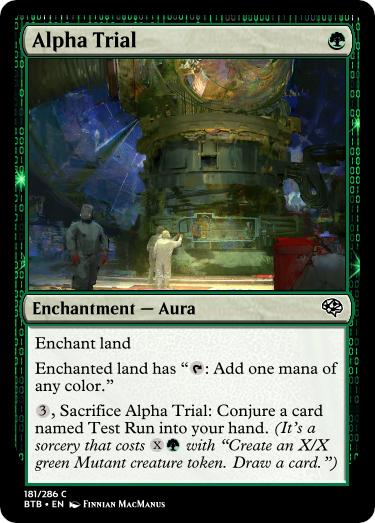 Alpha Trial
Enchantment — Aura
Enchant land
Enchanted land has “: Add one mana of
any color.”
3, Sacrifice Alpha Trial: Conjure a card
named Test Run into your hand. (It's a
sorcery that costs X with “Create an X/X
green Mutant creature token. Draw a card.”)
181/286 C
BTB • EN Finnian MacManus